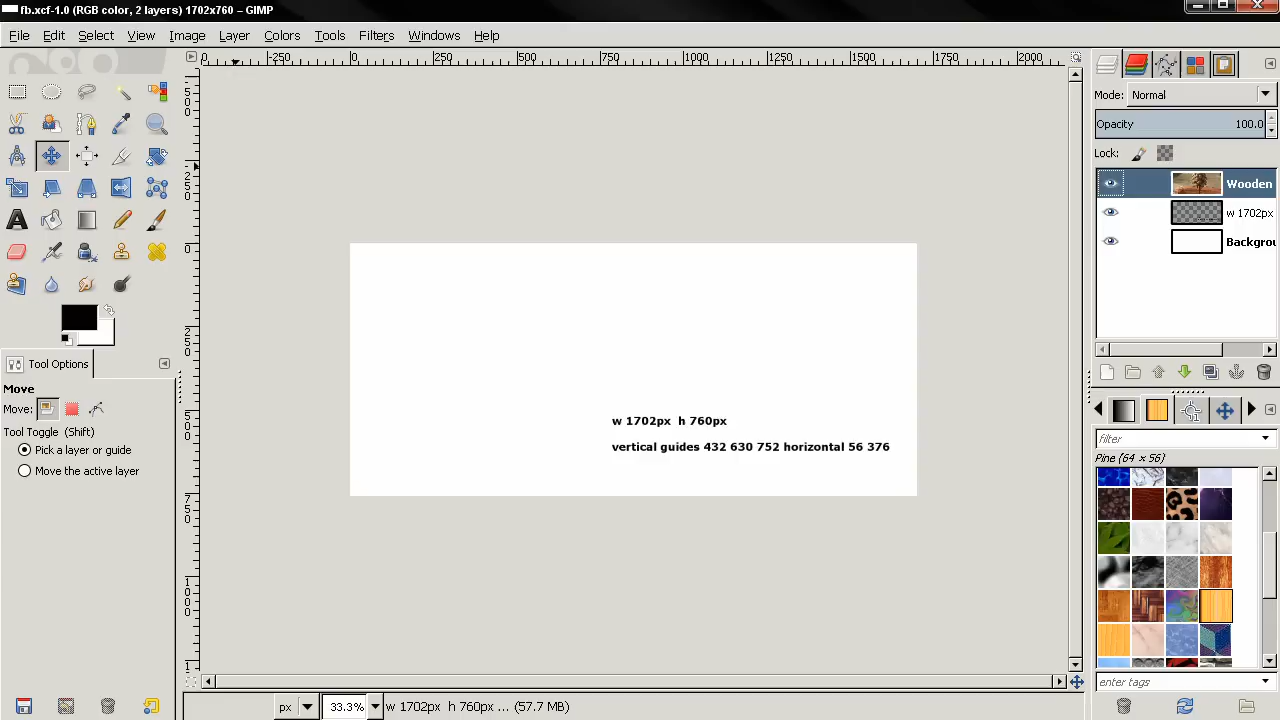 fb.xcf-1.0 (RGB color, 2 layers) 1702x760 – GIMP
File Edit Select View Image Layer Colors Tools Filters Windows Help
0 -250 0 250 500 750 1000 1250 1500 1750 2000
Mode: Normal
Opacity 100.0
Lock:
Wooden
w 1702px
Backgrou
w 1702px h 760px
vertical guides 432 630 752 horizontal 56 376
Tool Options
Move
Move:
Tool Toggle (Shift)
Pick a layer or guide
Move the active layer
filter
Pine (64 x 56)
enter tags
px 33.3% w 1702px h 760px ... (57.7 MB)